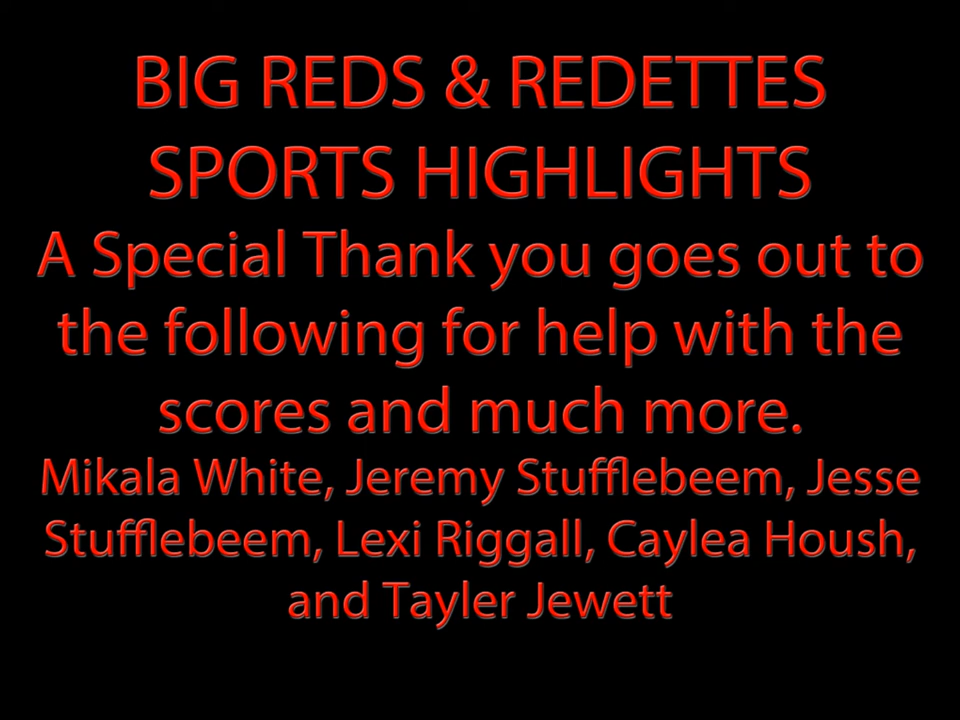 BIG REDS & REDETTES
SPORTS HIGHLIGHTS
A Special Thank you goes out to
the following for help with the
scores and much more.
Mikala White, Jeremy Stufflebeem, Jesse
Stufflebeem, Lexi Riggall, Caylea Housh,
and Tayler Jewett